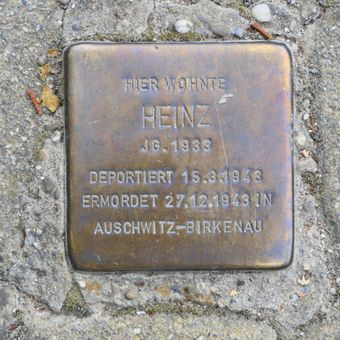 HIER WOHNTE
HEINZ
JG. 1933
DEPORTIERT 15.3.1943
ERMORDET 27.12.1943 IN
AUSCHWITZ-BIRKENAU